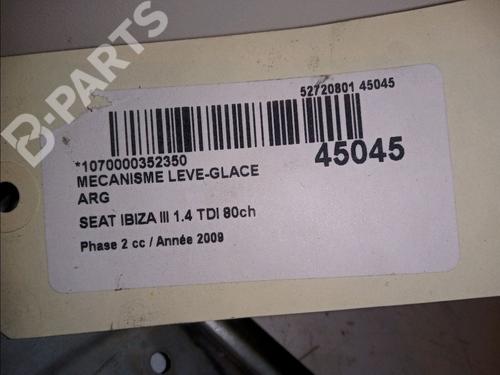 B-PARTS
52720801 45045
*1070000352350
45045
MECANISME LEVE-GLACE
ARG
SEAT IBIZA III 1.4 TDI 80ch
Phase 2 cc / Année 2009